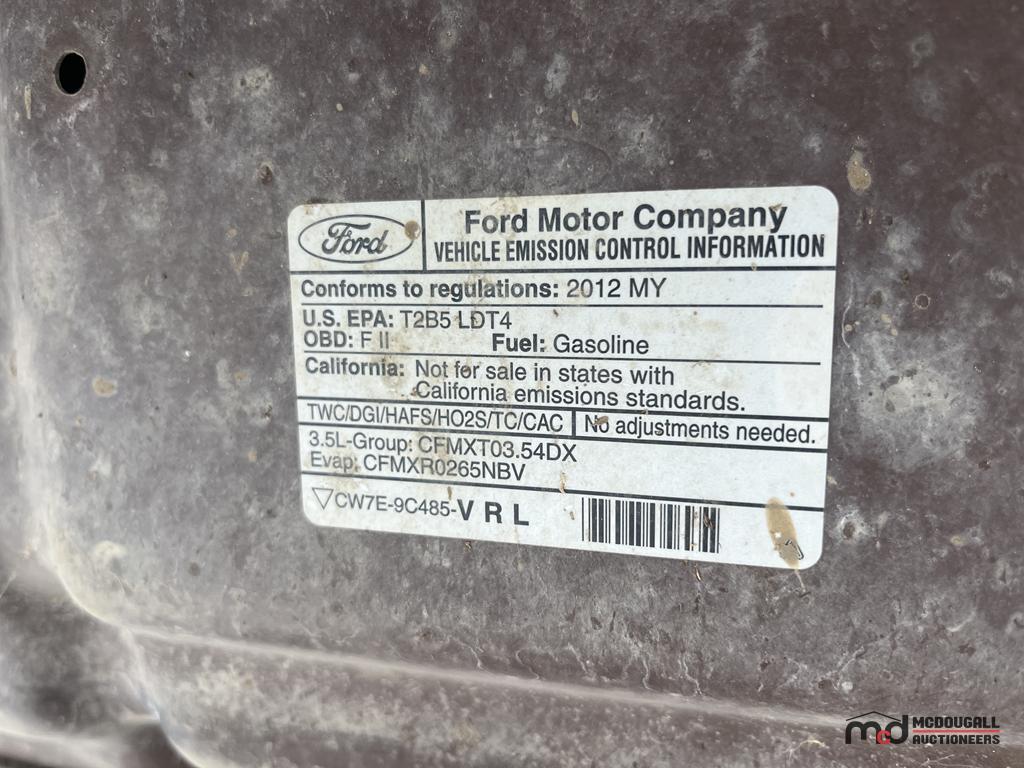 Ford
Ford Motor Company
VEHICLE EMISSION CONTROL INFORMATION
Conforms to regulations: 2012 MY
U.S. EPA: T2B5 LDT4
OBD: F II Fuel: Gasoline
California: Not for sale in states with
California emissions standards.
TWC/DGI/HAFS/HO2S/TC/CAC No adjustments needed.
3.5L-Group: CFMXT03.54DX
Evap: CFMXR0265NBV
▽CW7E-9C485-V R L
mcd MCDOUGALL
AUCTIONEERS